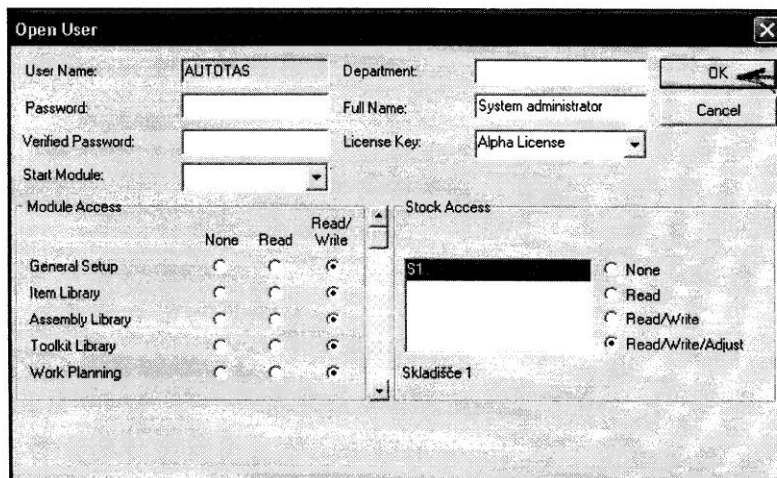 Open User
User Name: AUTOTAS Department: OK
Password: Full Name: System administrator Cancel
Verified Password: License Key: Alpha License
Start Module:
Module Access Stock Access
None Read Read/
Write
General Setup S1 None
Item Library Read
Assembly Library Read/Write
Toolkit Library Read/Write/Adjust
Work Planning Skladišče 1